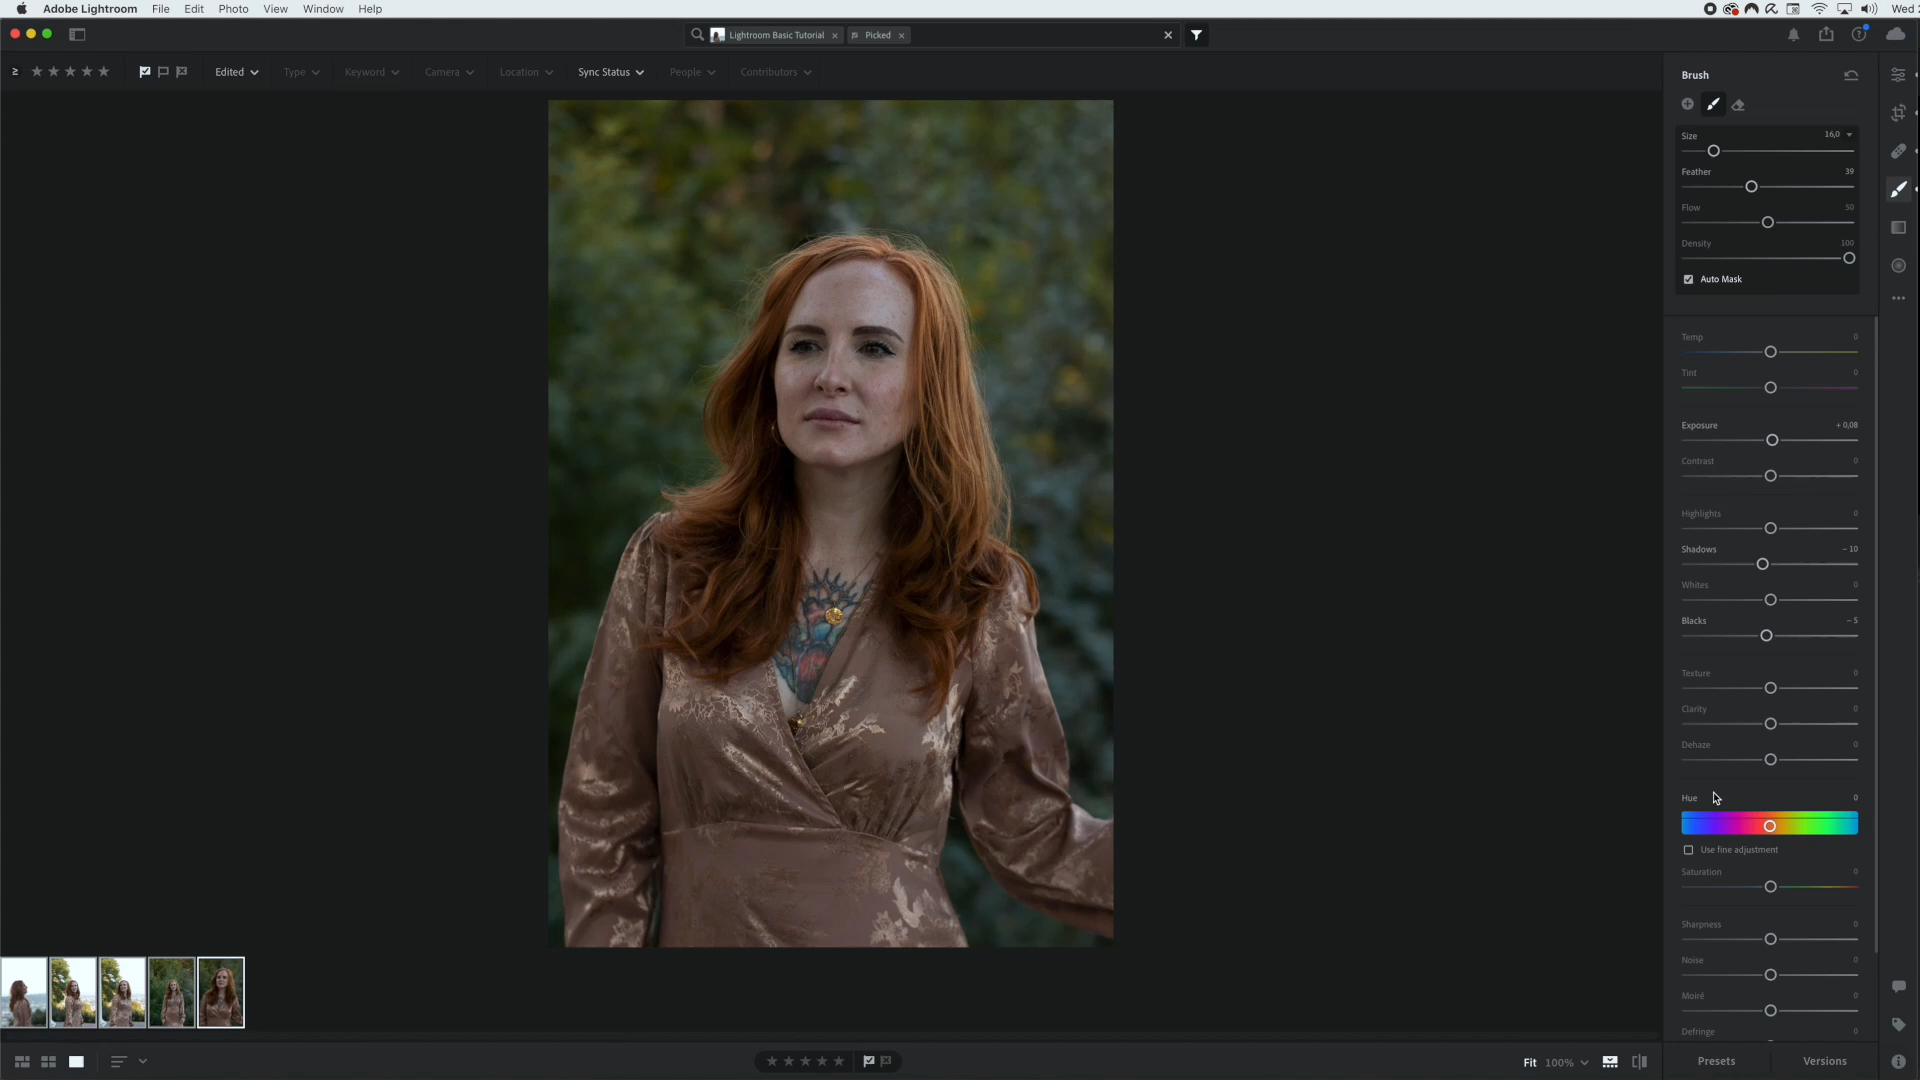 Adobe Lightroom File Edit Photo View Window Help Wed 2
Lightroom Basic Tutorial × Picked ×
≥ Edited Type Keyword Camera Location Sync Status People Contributors
Brush
Size 16,0
Feather 39
Flow 50
Density 100
Auto Mask
Temp 0
Tint 0
Exposure + 0,08
Contrast 0
Highlights 0
Shadows – 10
Whites 0
Blacks – 5
Texture 0
Clarity 0
Dehaze 0
Hue 0
Use fine adjustment
Saturation 0
Sharpness 0
Noise 0
Moiré 0
Defringe 0
Fit 100% Presets Versions